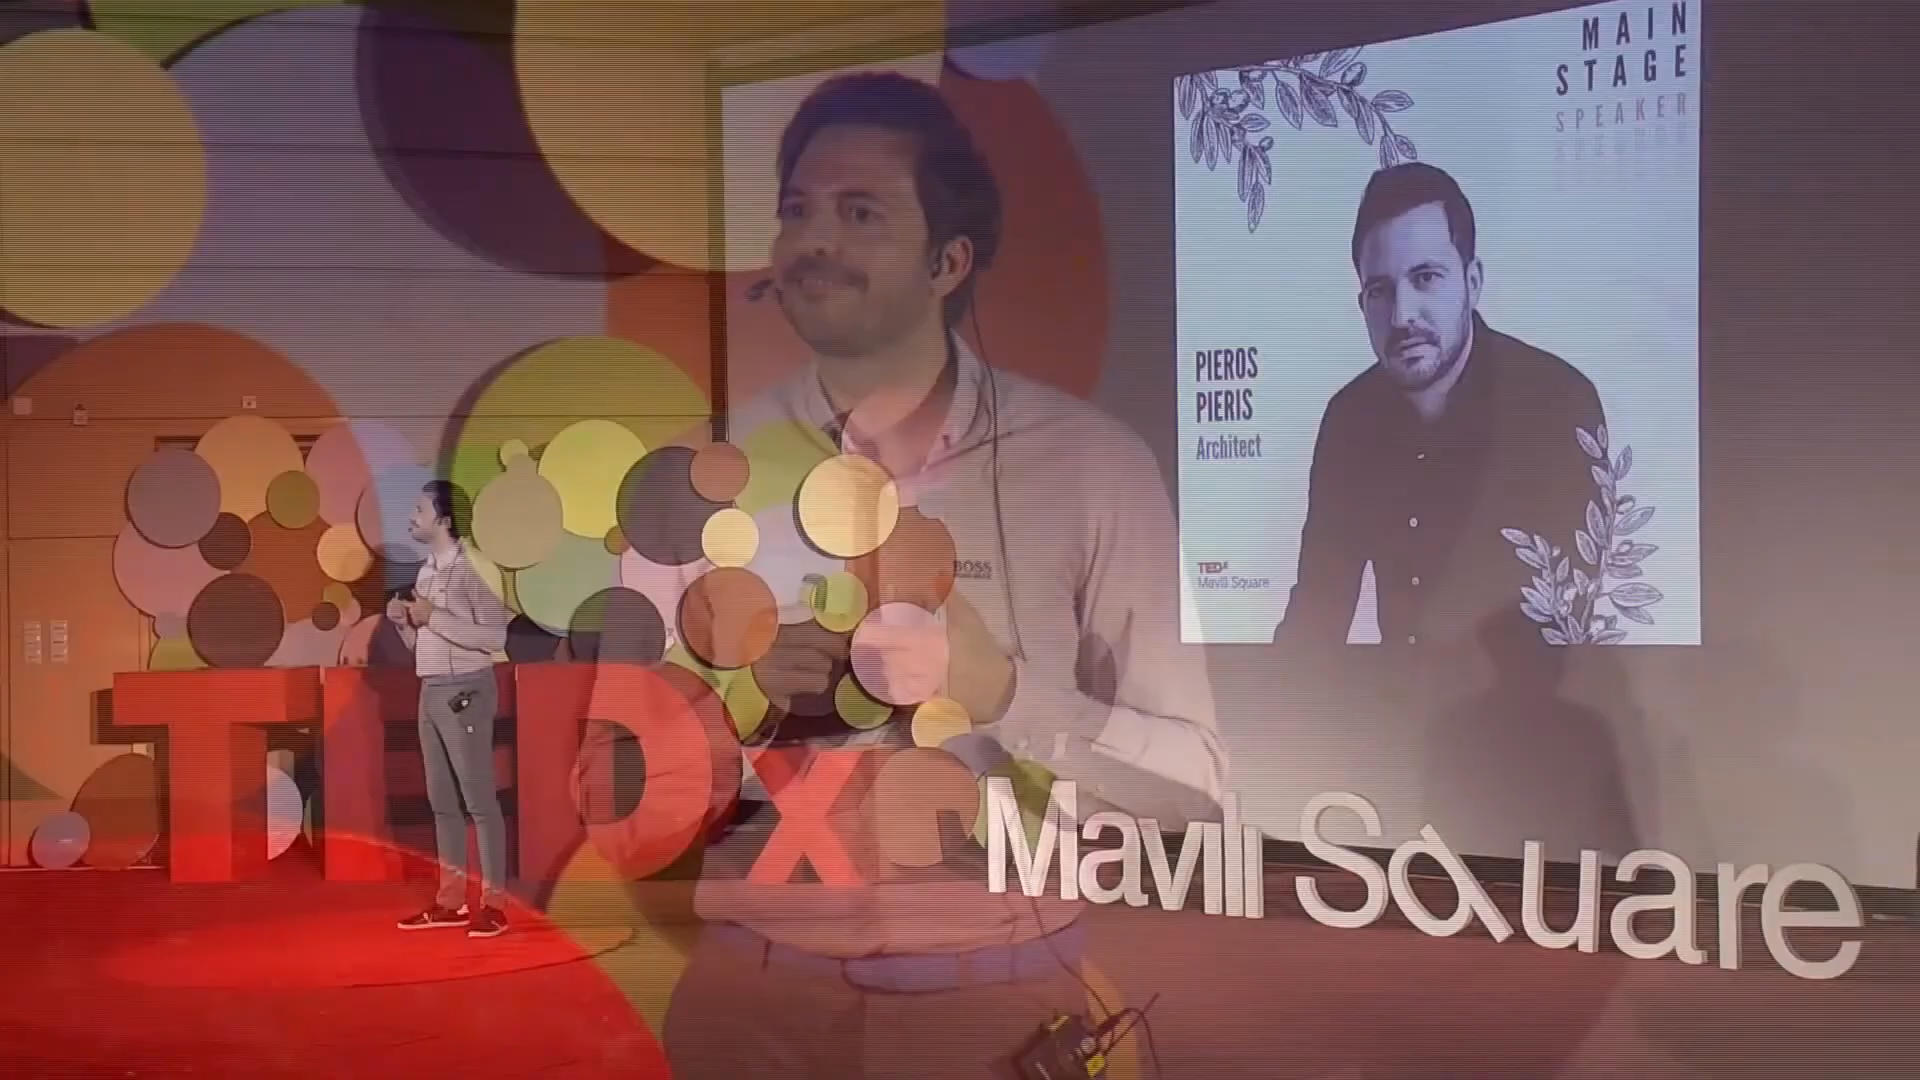 MAIN
STAGE
SPEAKER
PIEROS
PIERIS
Architect
TEDx
Mavili Square
BOSS
TEDx
Mavili Square